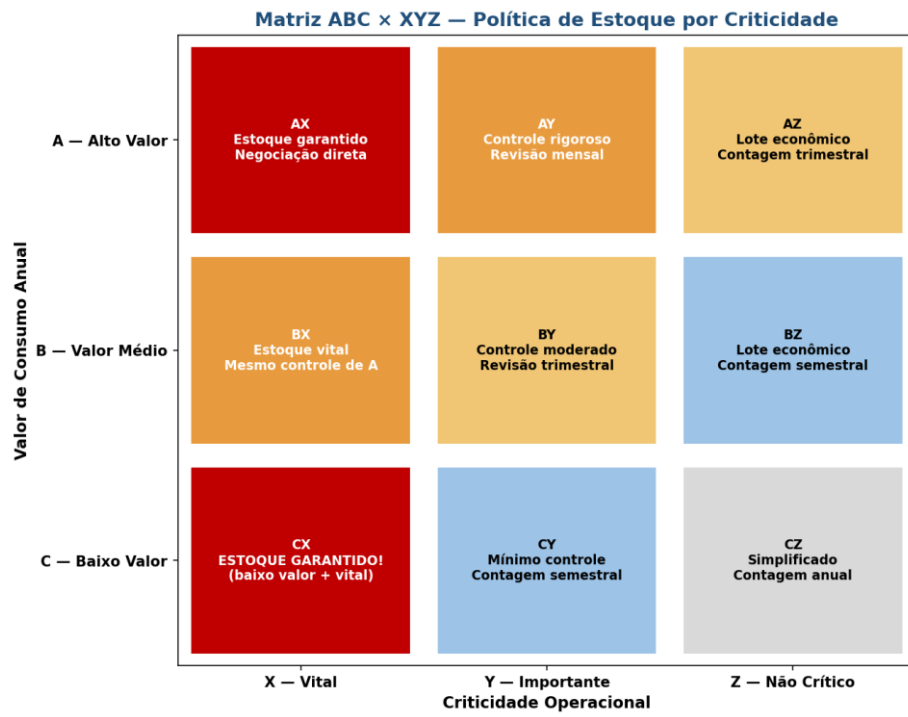 Matriz ABC × XYZ — Política de Estoque por Criticidade
Valor de Consumo Anual
A — Alto Valor
AX
Estoque garantido
Negociação direta
AY
Controle rigoroso
Revisão mensal
AZ
Lote econômico
Contagem trimestral
B — Valor Médio
BX
Estoque vital
Mesmo controle de A
BY
Controle moderado
Revisão trimestral
BZ
Lote econômico
Contagem semestral
C — Baixo Valor
CX
ESTOQUE GARANTIDO!
(baixo valor + vital)
CY
Mínimo controle
Contagem semestral
CZ
Simplificado
Contagem anual
X — Vital
Y — Importante
Z — Não Crítico
Criticidade Operacional